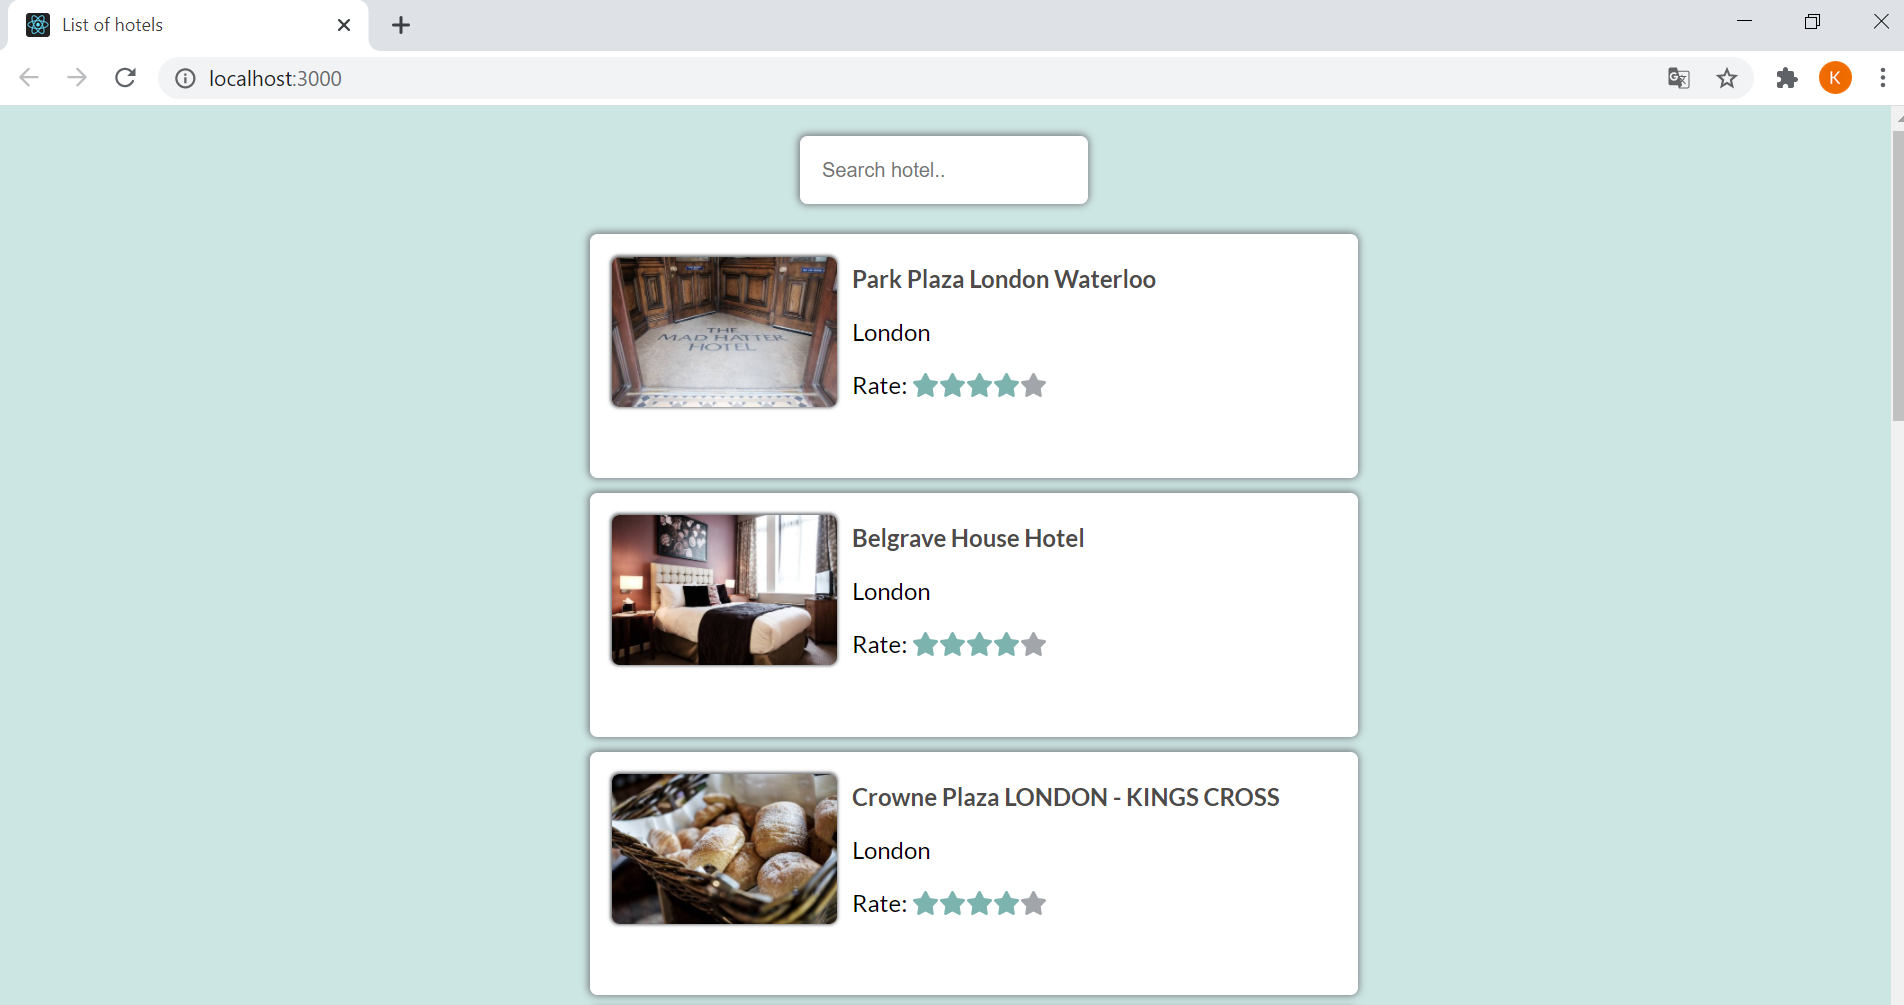 List of hotels
localhost:3000
K
Search hotel..
THE
MAD HATTER
HOTEL
Park Plaza London Waterloo
London
Rate:
Belgrave House Hotel
London
Rate:
Crowne Plaza LONDON - KINGS CROSS
London
Rate: